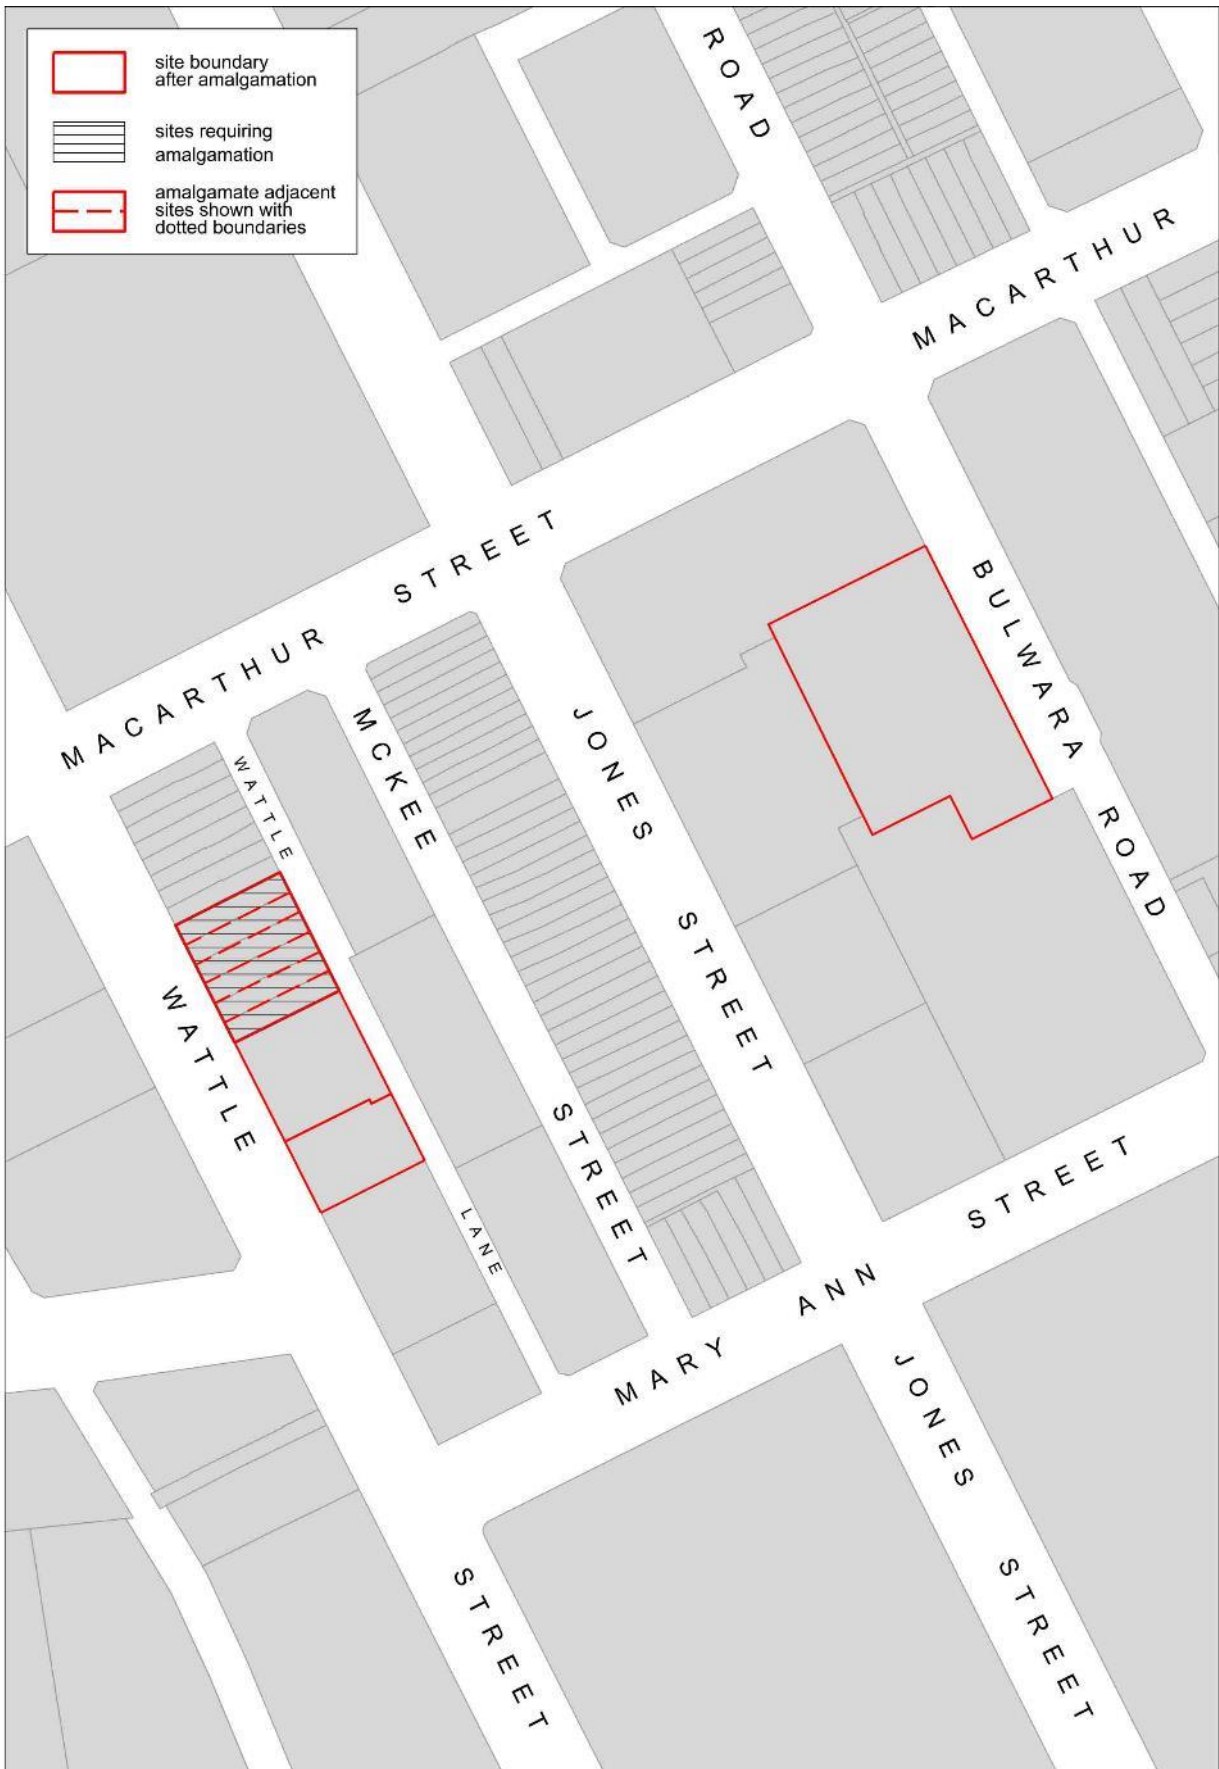 site boundary
after amalgamation
sites requiring
amalgamation
amalgamate adjacent
sites shown with
dotted boundaries
ROAD
MACARTHUR
MACARTHUR STREET
BULWARA ROAD
WATTLE LANE
MCKEE STREET
JONES STREET
WATTLE STREET
MARY ANN STREET
JONES STREET